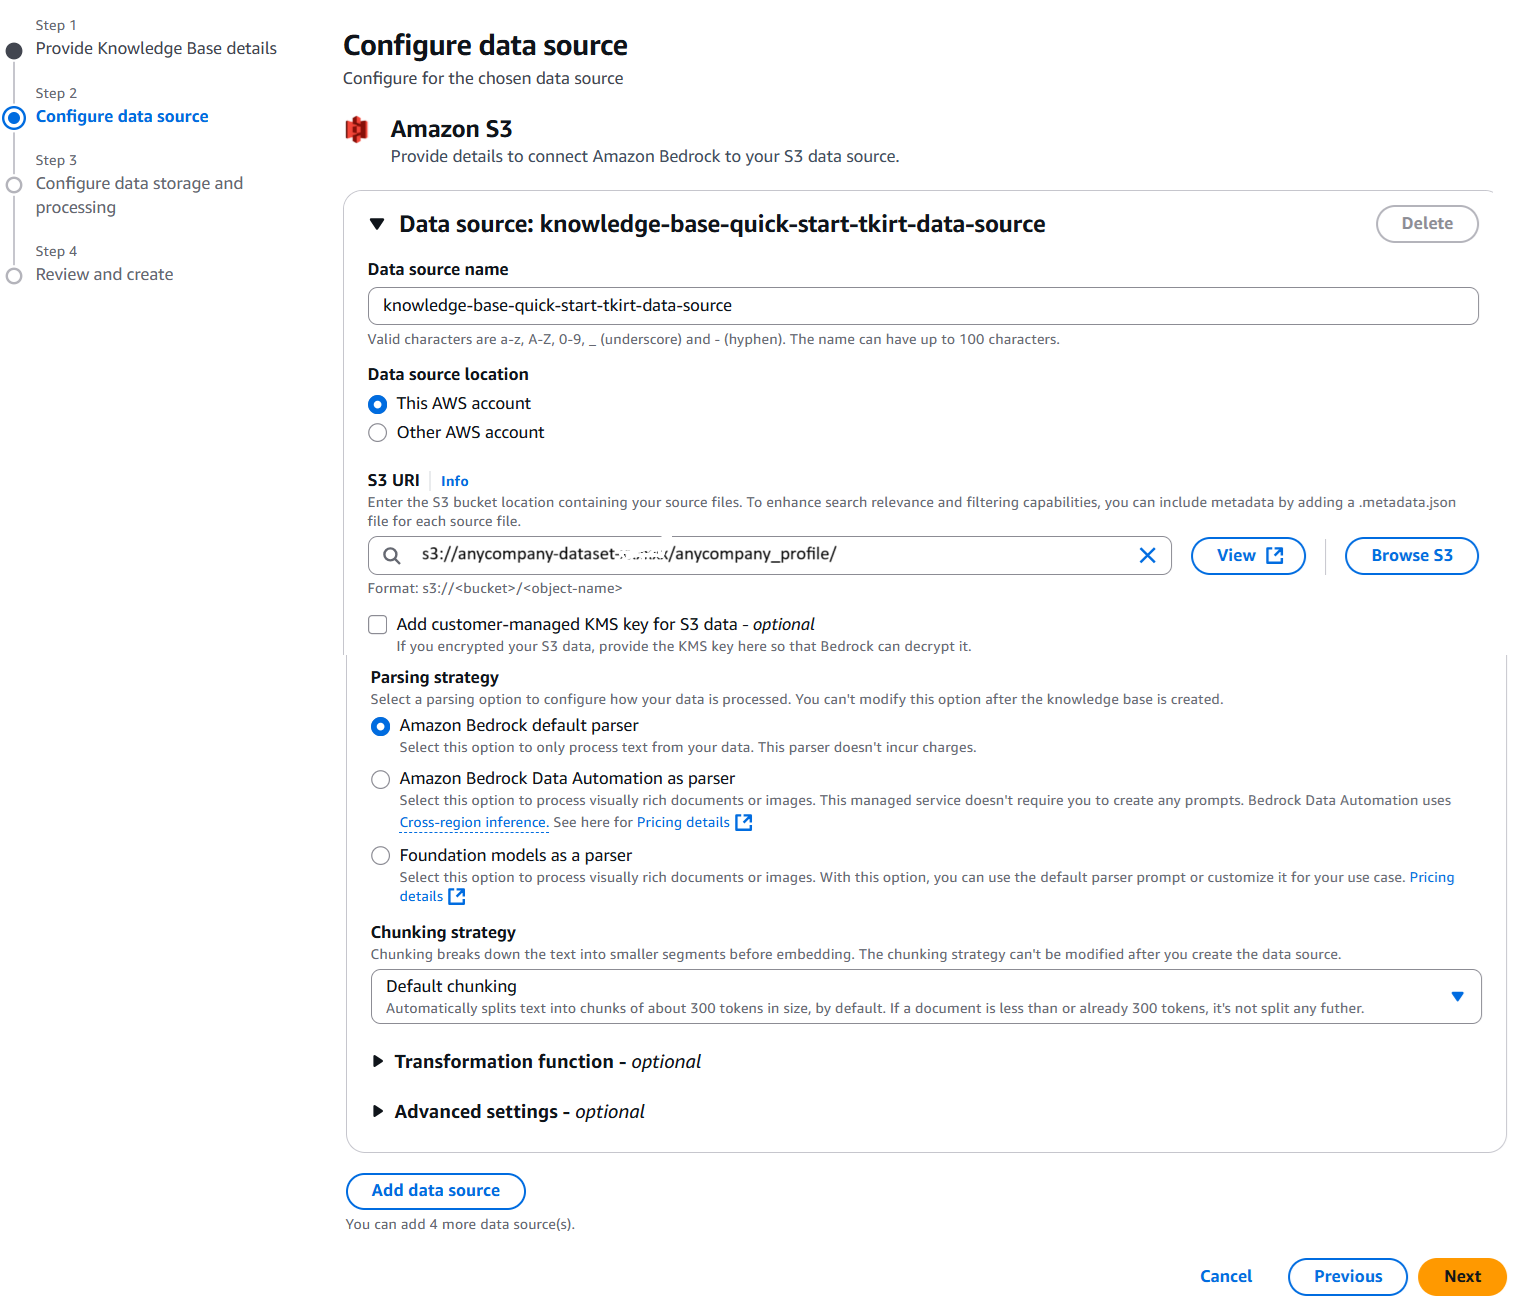 Step 1
Provide Knowledge Base details
Step 2
Configure data source
Step 3
Configure data storage and
processing
Step 4
Review and create
Configure data source
Configure for the chosen data source
Amazon S3
Provide details to connect Amazon Bedrock to your S3 data source.
Data source: knowledge-base-quick-start-tkirt-data-source
Delete
Data source name
knowledge-base-quick-start-tkirt-data-source
Valid characters are a-z, A-Z, 0-9, _ (underscore) and - (hyphen). The name can have up to 100 characters.
Data source location
This AWS account
Other AWS account
S3 URI Info
Enter the S3 bucket location containing your source files. To enhance search relevance and filtering capabilities, you can include metadata by adding a .metadata.json
file for each source file.
s3://anycompany-dataset- /anycompany_profile/
View
Browse S3
Format: s3://<bucket>/<object-name>
Add customer-managed KMS key for S3 data - optional
If you encrypted your S3 data, provide the KMS key here so that Bedrock can decrypt it.
Parsing strategy
Select a parsing option to configure how your data is processed. You can't modify this option after the knowledge base is created.
Amazon Bedrock default parser
Select this option to only process text from your data. This parser doesn't incur charges.
Amazon Bedrock Data Automation as parser
Select this option to process visually rich documents or images. This managed service doesn't require you to create any prompts. Bedrock Data Automation uses
Cross-region inference. See here for Pricing details
Foundation models as a parser
Select this option to process visually rich documents or images. With this option, you can use the default parser prompt or customize it for your use case. Pricing
details
Chunking strategy
Chunking breaks down the text into smaller segments before embedding. The chunking strategy can't be modified after you create the data source.
Default chunking
Automatically splits text into chunks of about 300 tokens in size, by default. If a document is less than or already 300 tokens, it's not split any futher.
Transformation function - optional
Advanced settings - optional
Add data source
You can add 4 more data source(s).
Cancel
Previous
Next